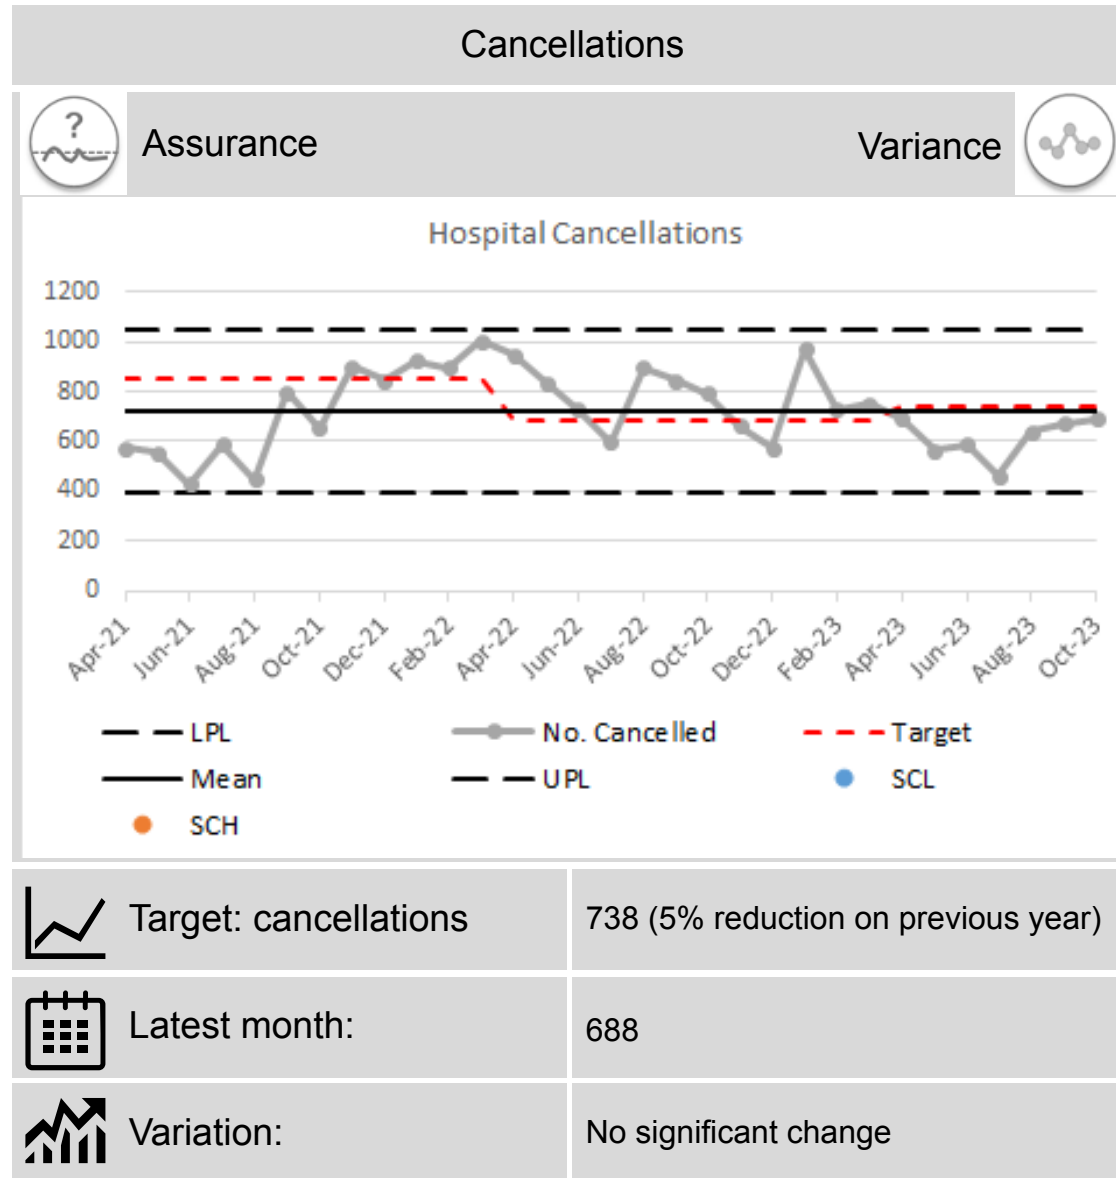 Cancellations
?
Assurance
Variance
Hospital Cancellations
1200
1000
800
600
400
200
0
Apr-21 Jun-21 Aug-21 Oct-21 Dec-21 Feb-22 Apr-22 Jun-22 Aug-22 Oct-22 Dec-22 Feb-23 Apr-23 Jun-23 Aug-23 Oct-23
LPL No. Cancelled Target
Mean UPL SCL
SCH
Target: cancellations 738 (5% reduction on previous year)
Latest month: 688
Variation: No significant change